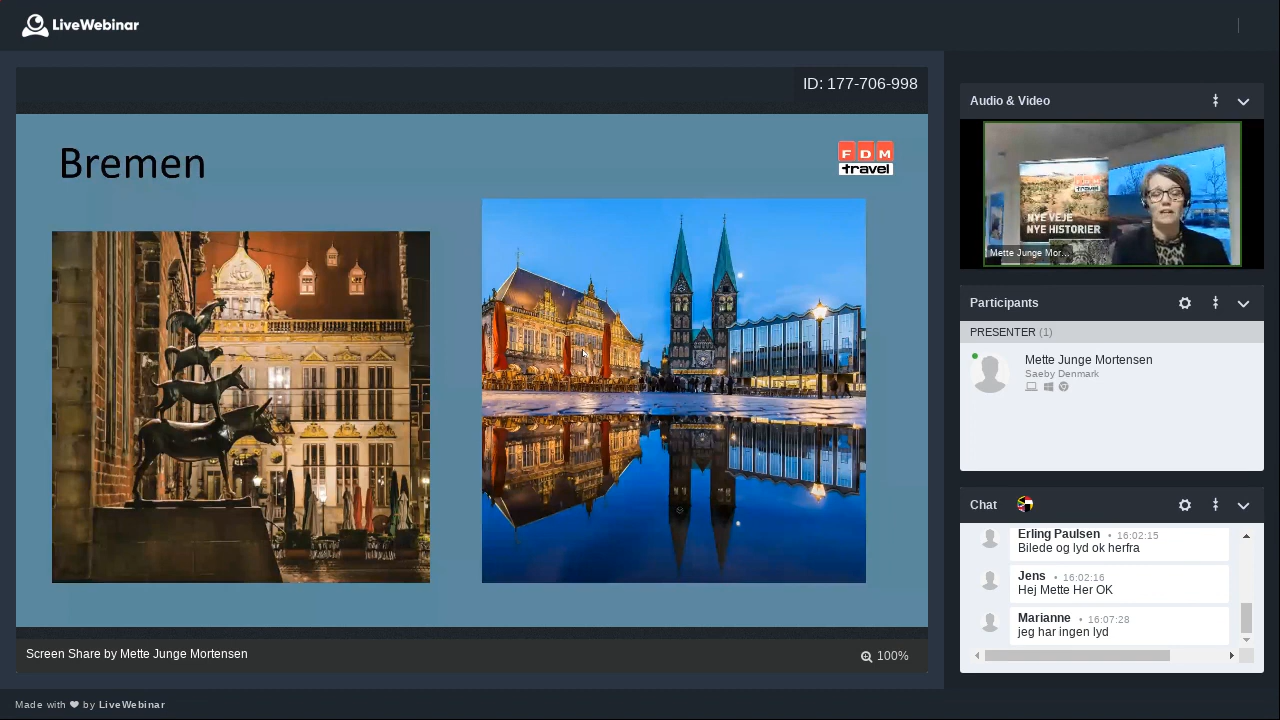 LiveWebinar
ID: 177-706-998
Bremen
FDM
travel
Screen Share by Mette Junge Mortensen
100%
Audio & Video
travel
NYE VEJE
NYE HISTORIER
Mette Junge Mor...
Participants
PRESENTER (1)
Mette Junge Mortensen
Saeby Denmark
Chat
Erling Paulsen • 16:02:15
Bilede og lyd ok herfra
Jens • 16:02:16
Hej Mette Her OK
Marianne • 16:07:28
jeg har ingen lyd
Made with ❤ by LiveWebinar